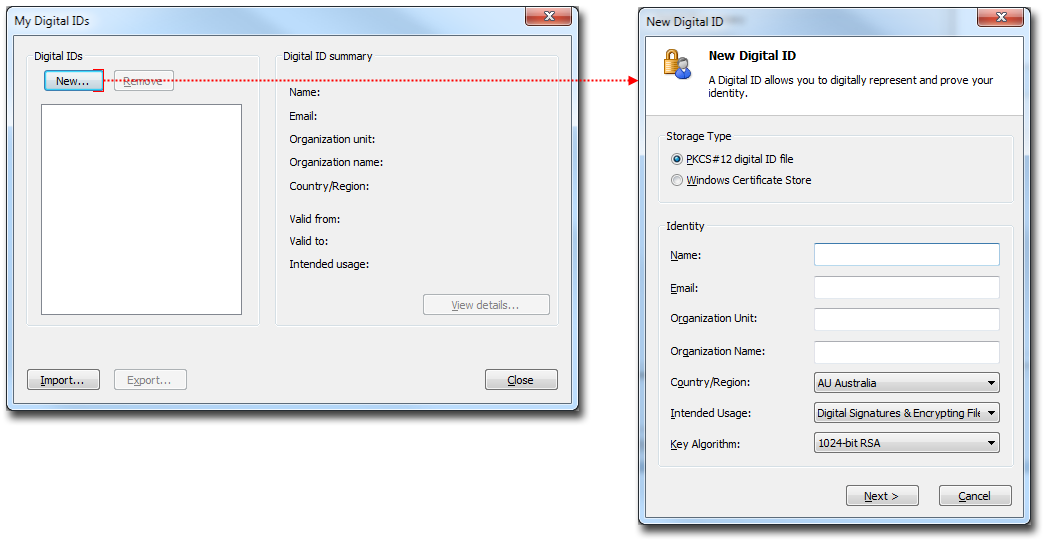 My Digital IDs
Digital IDs
New...
Remove
Digital ID summary
Name:
Email:
Organization unit:
Organization name:
Country/Region:
Valid from:
Valid to:
Intended usage:
View details...
Import...
Export...
Close
New Digital ID
New Digital ID
A Digital ID allows you to digitally represent and prove your
identity.
Storage Type
PKCS#12 digital ID file
Windows Certificate Store
Identity
Name:
Email:
Organization Unit:
Organization Name:
Country/Region: AU Australia
Intended Usage: Digital Signatures & Encrypting File
Key Algorithm: 1024-bit RSA
Next >
Cancel